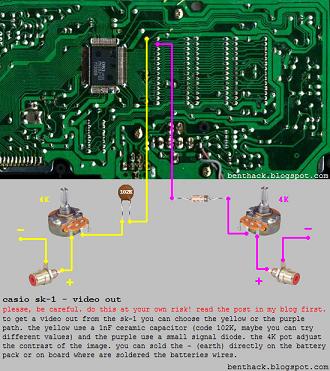 benthack.blogspot.com
4K
102K
4K
-
+
-
+
casio sk-1 - video out
please, be careful, do this at your own risk! read the post in my blog first.
to get a video out from the sk-1 you can choose the yellow or the purple
path. the yellow use a 1nF ceramic capacitor (code 102K, maybe you can try
different values) and the purple use a small signal diode. the 4K pot adjust
the contrast of the image. you can sold the - (earth) directly on the battery
pack or on board where are soldered the batteries wires.
benthack.blogspot.com